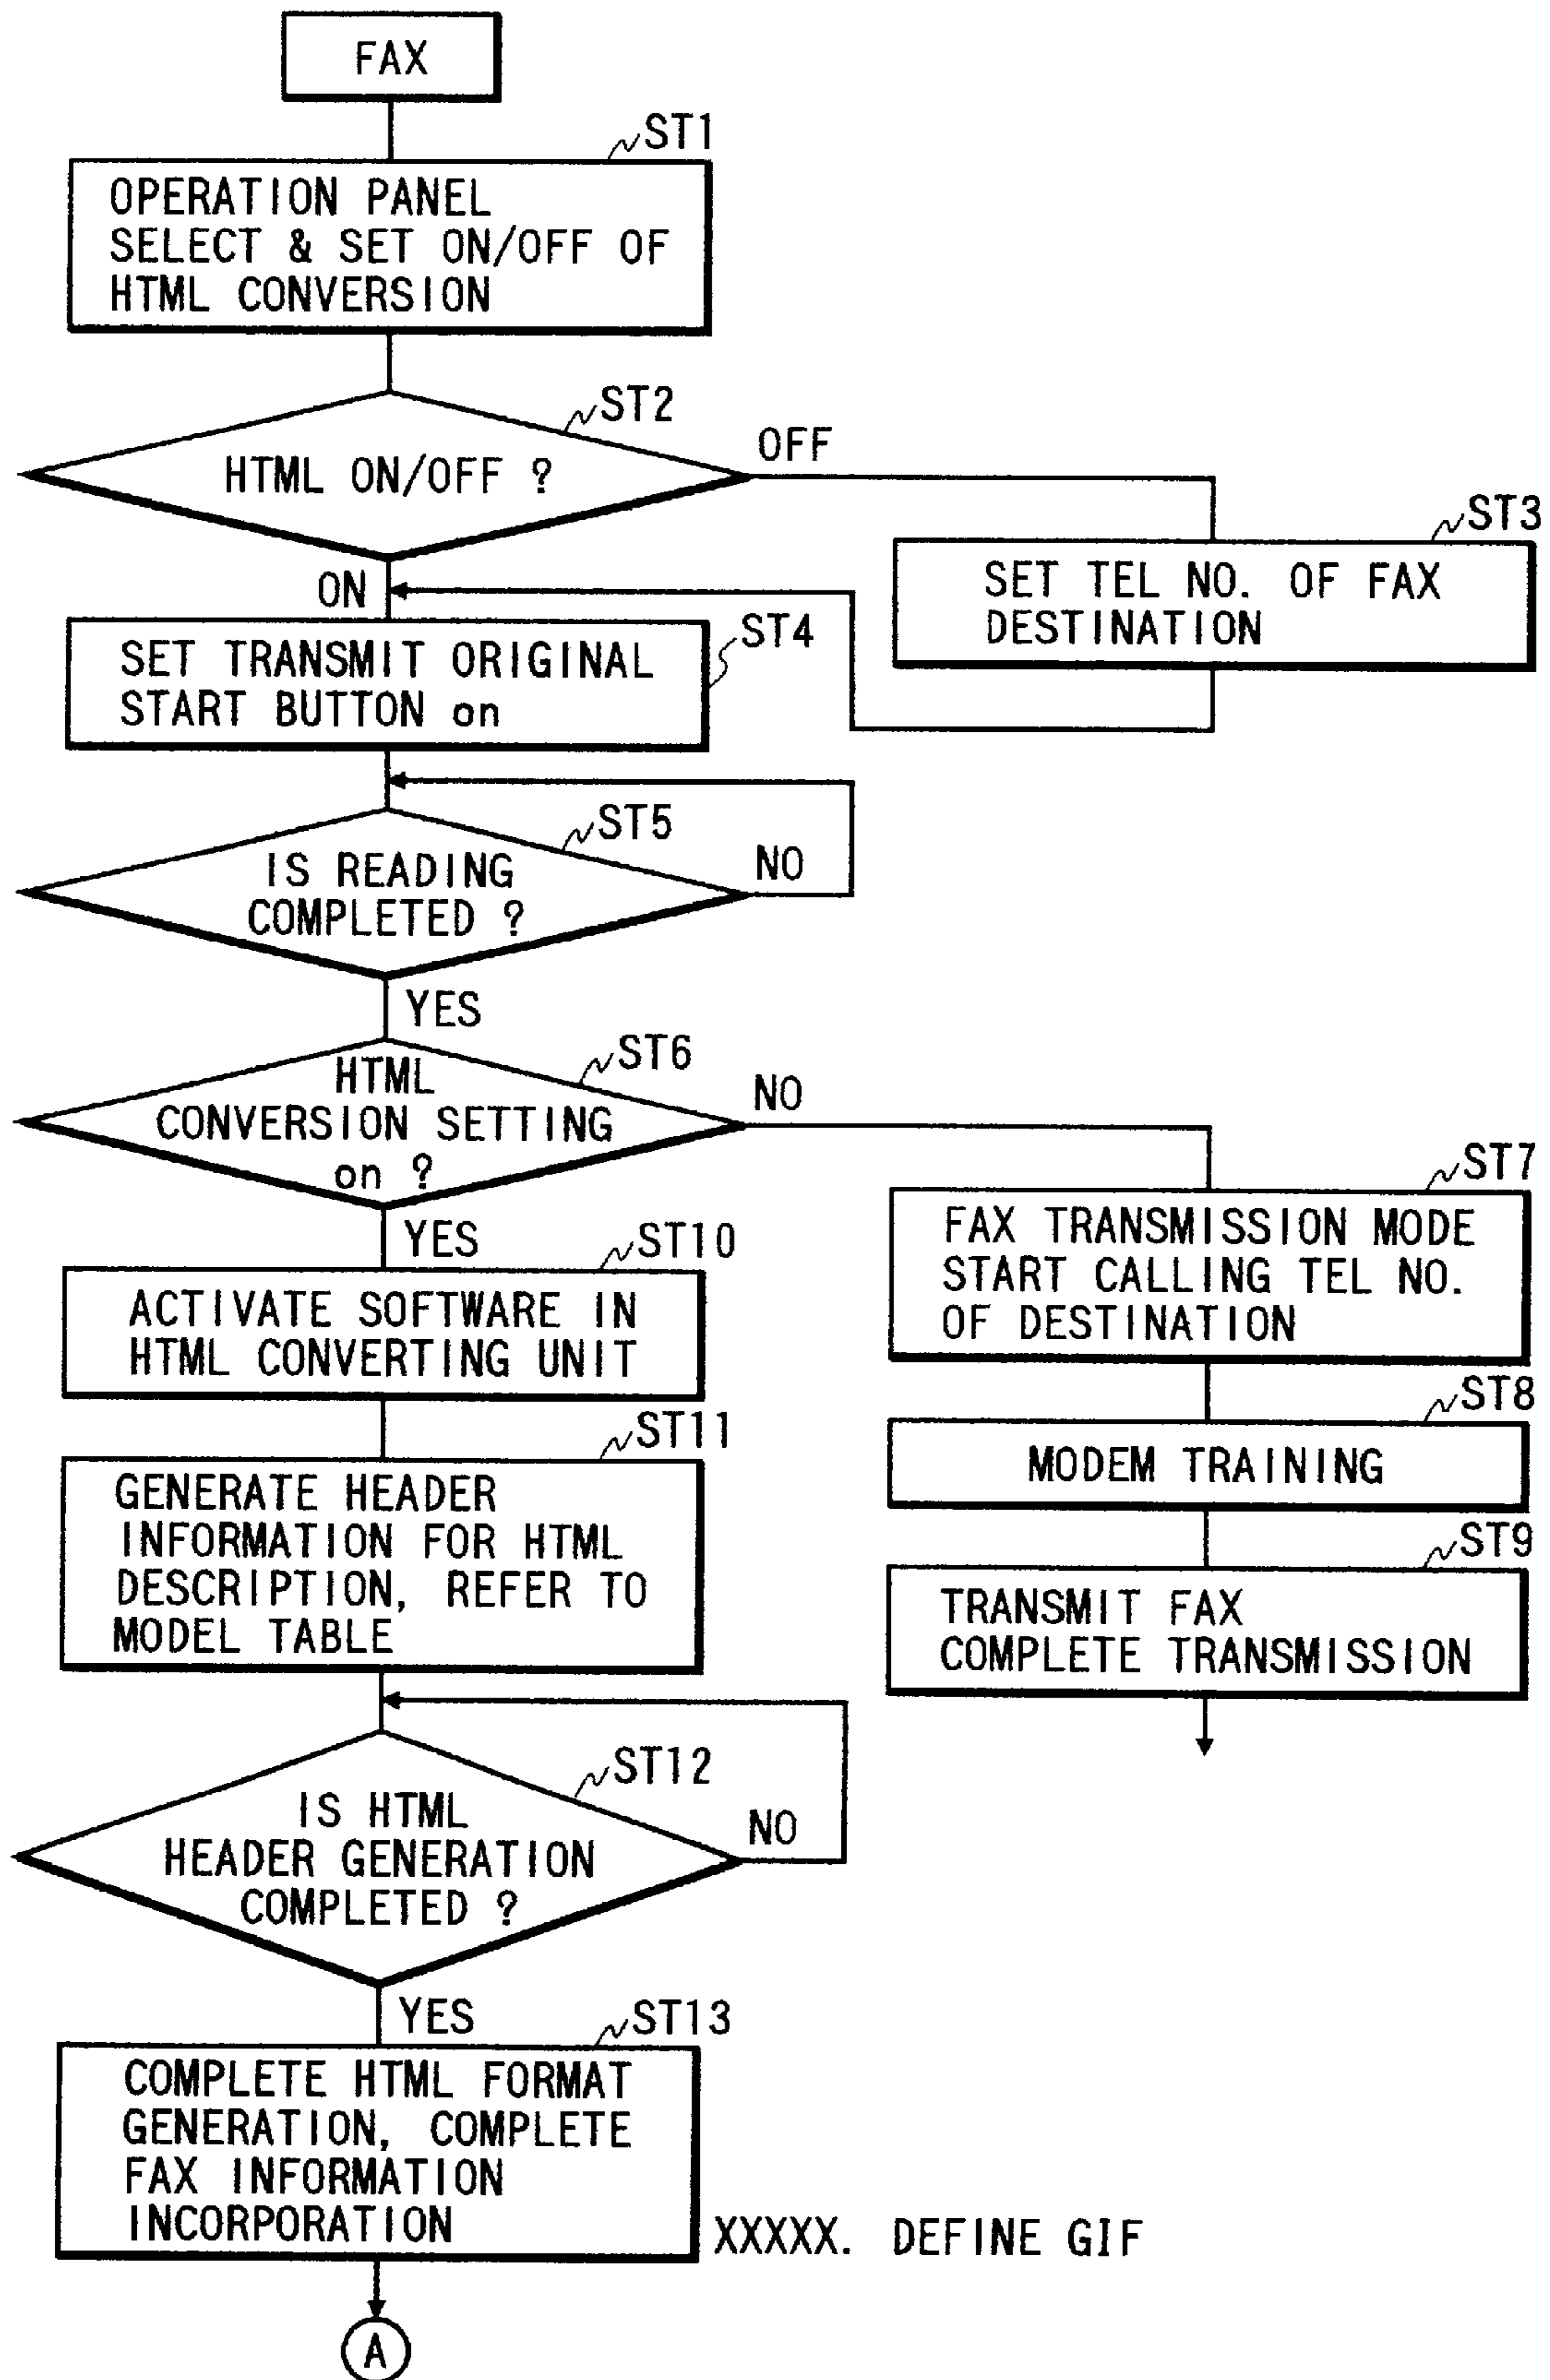 FAX
ST1
OPERATION PANEL
SELECT & SET ON/OFF OF
HTML CONVERSION
ST2
HTML ON/OFF ?
OFF
ST3
SET TEL NO. OF FAX
DESTINATION
ON
ST4
SET TRANSMIT ORIGINAL
START BUTTON on
ST5
IS READING
COMPLETED ?
NO
YES
ST6
HTML
CONVERSION SETTING
on ?
NO
ST7
FAX TRANSMISSION MODE
START CALLING TEL NO.
OF DESTINATION
ST8
MODEM TRAINING
ST9
TRANSMIT FAX
COMPLETE TRANSMISSION
YES
ST10
ACTIVATE SOFTWARE IN
HTML CONVERTING UNIT
ST11
GENERATE HEADER
INFORMATION FOR HTML
DESCRIPTION, REFER TO
MODEL TABLE
ST12
IS HTML
HEADER GENERATION
COMPLETED ?
NO
YES
ST13
COMPLETE HTML FORMAT
GENERATION, COMPLETE
FAX INFORMATION
INCORPORATION
XXXXX. DEFINE GIF
A